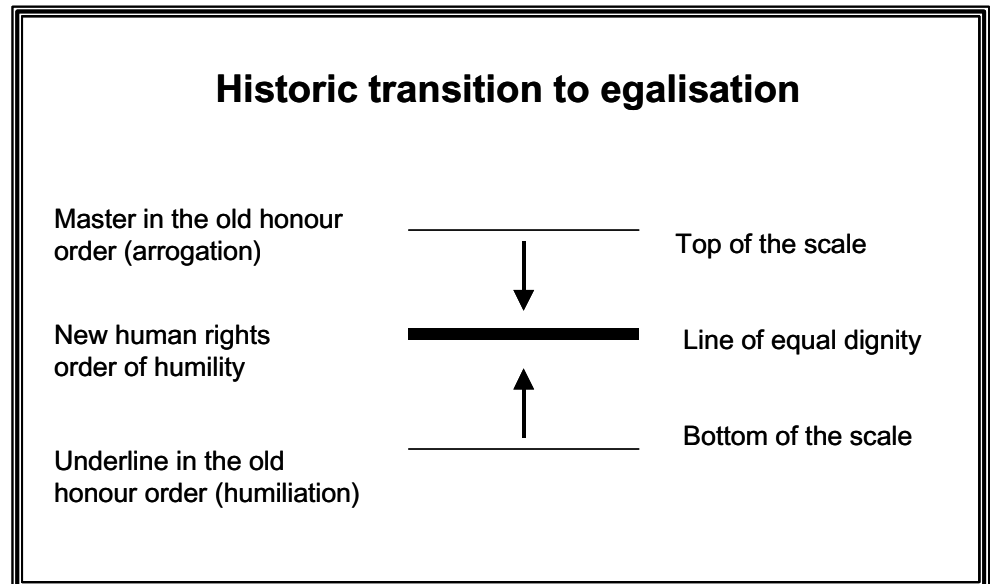 Historic transition to egalisation
Master in the old honour
order (arrogation)
Top of the scale
New human rights
order of humility
Line of equal dignity
Bottom of the scale
Underline in the old
honour order (humiliation)